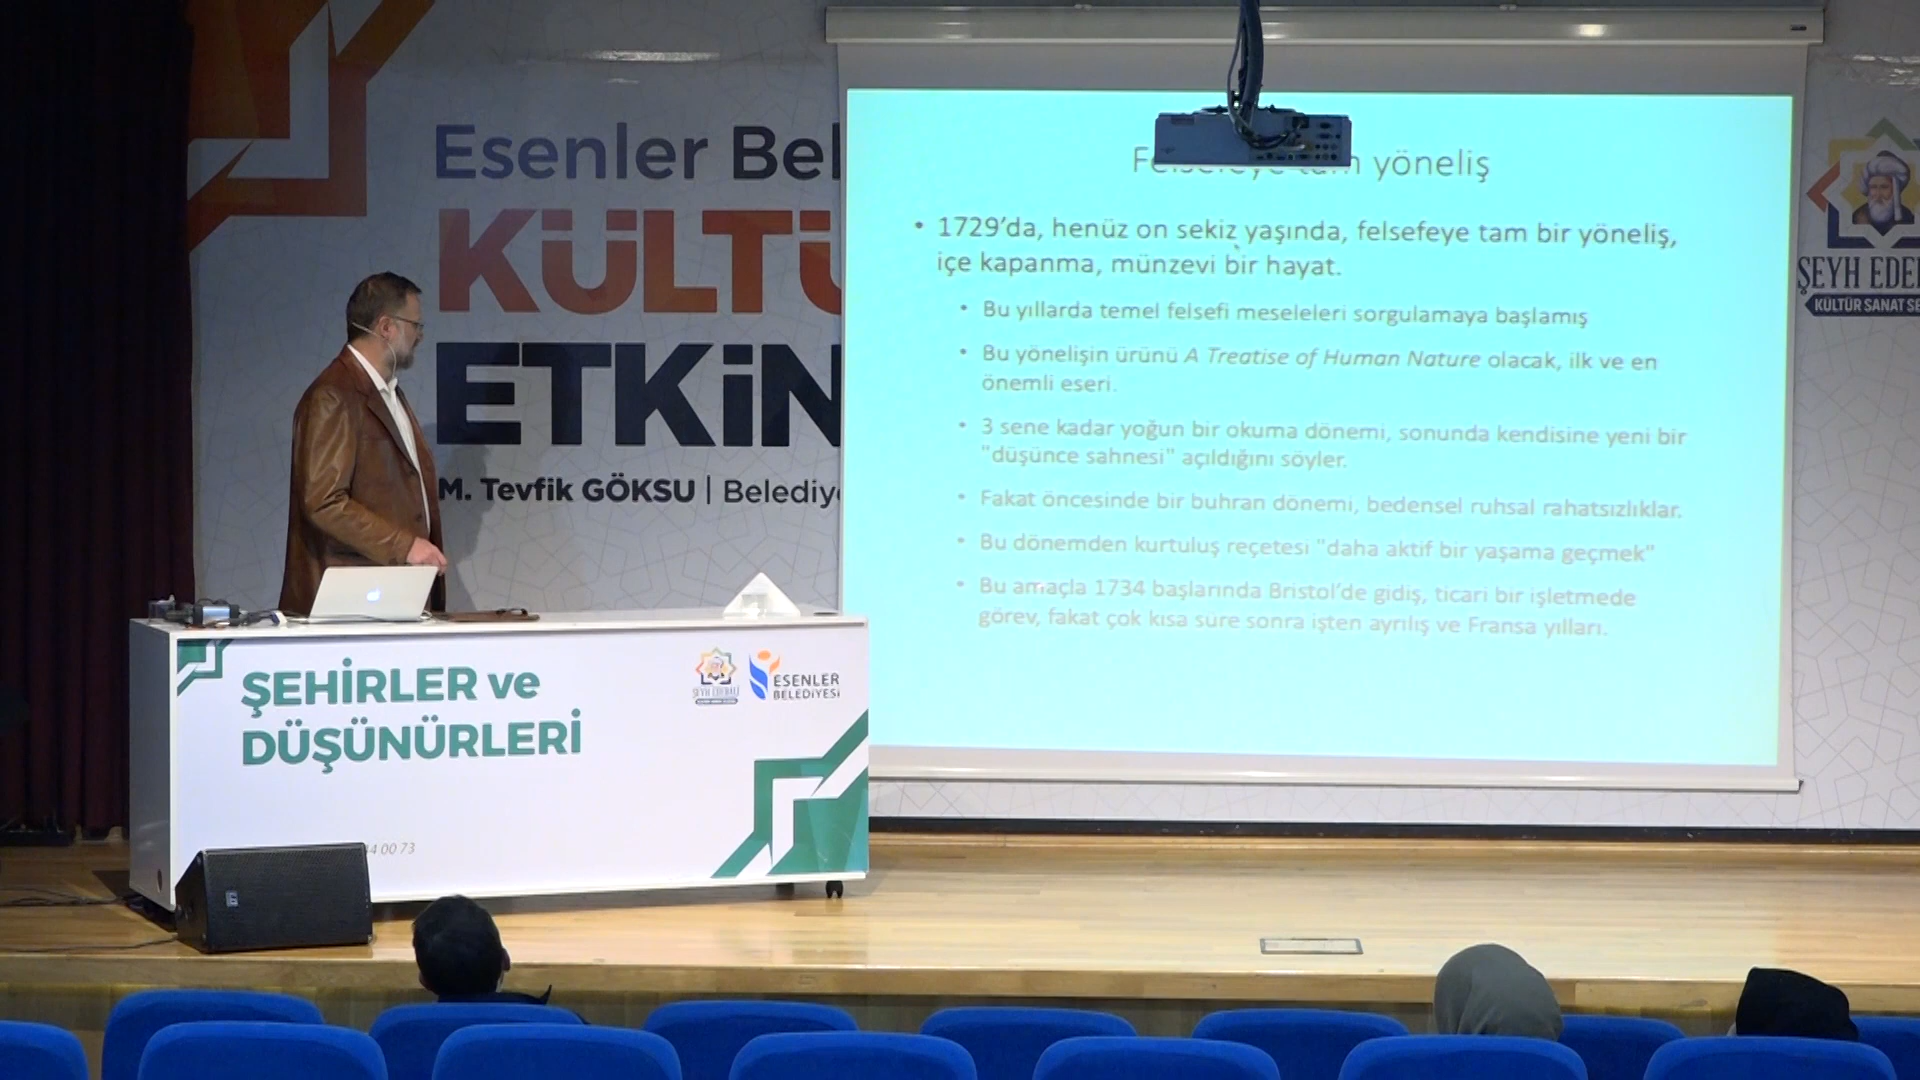 Esenler Bel
KÜLTÜ
ETKİN
M. Tevfik GÖKSU | Belediy
yöneliş
• 1729'da, henüz on sekiz yaşında, felsefeye tam bir yöneliş,
içe kapanma, münzevi bir hayat.
• Bu yıllarda temel felsefi meseleleri sorgulamaya başlamış
• Bu yönelişin ürünü A Treatise of Human Nature olacak, ilk ve en
önemli eseri.
• 3 sene kadar yoğun bir okuma dönemi, sonunda kendisine yeni bir
"düşünce sahnesi" açıldığını söyler.
• Fakat öncesinde bir buhran dönemi, bedensel ruhsal rahatsızlıklar.
• Bu dönemden kurtuluş reçetesi "daha aktif bir yaşama geçmek"
• Bu amaçla 1734 başlarında Bristol'de gidiş, ticari bir işletmede
görev, fakat çok kısa süre sonra işten ayrılış ve Fransa yılları.
ŞEYH EDE
KÜLTÜR SANAT SE
ŞEHİRLER ve
DÜŞÜNÜRLERİ
ŞEYH EDEBALİ
ESENLER
BELEDİYESİ
44 00 73